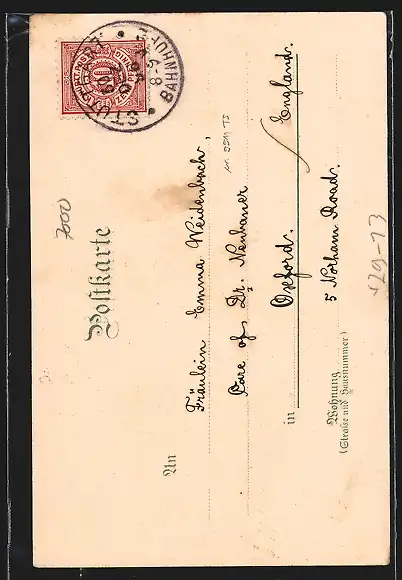 Postkarte
7000
STUTTGART
BAHNHOF
An
Fräulein Emma Weidenbach,
Care of Dr. Neubauer
in Oxford. England.
5 Norham Road.
Wohnung
(Straße und Hausnummer)